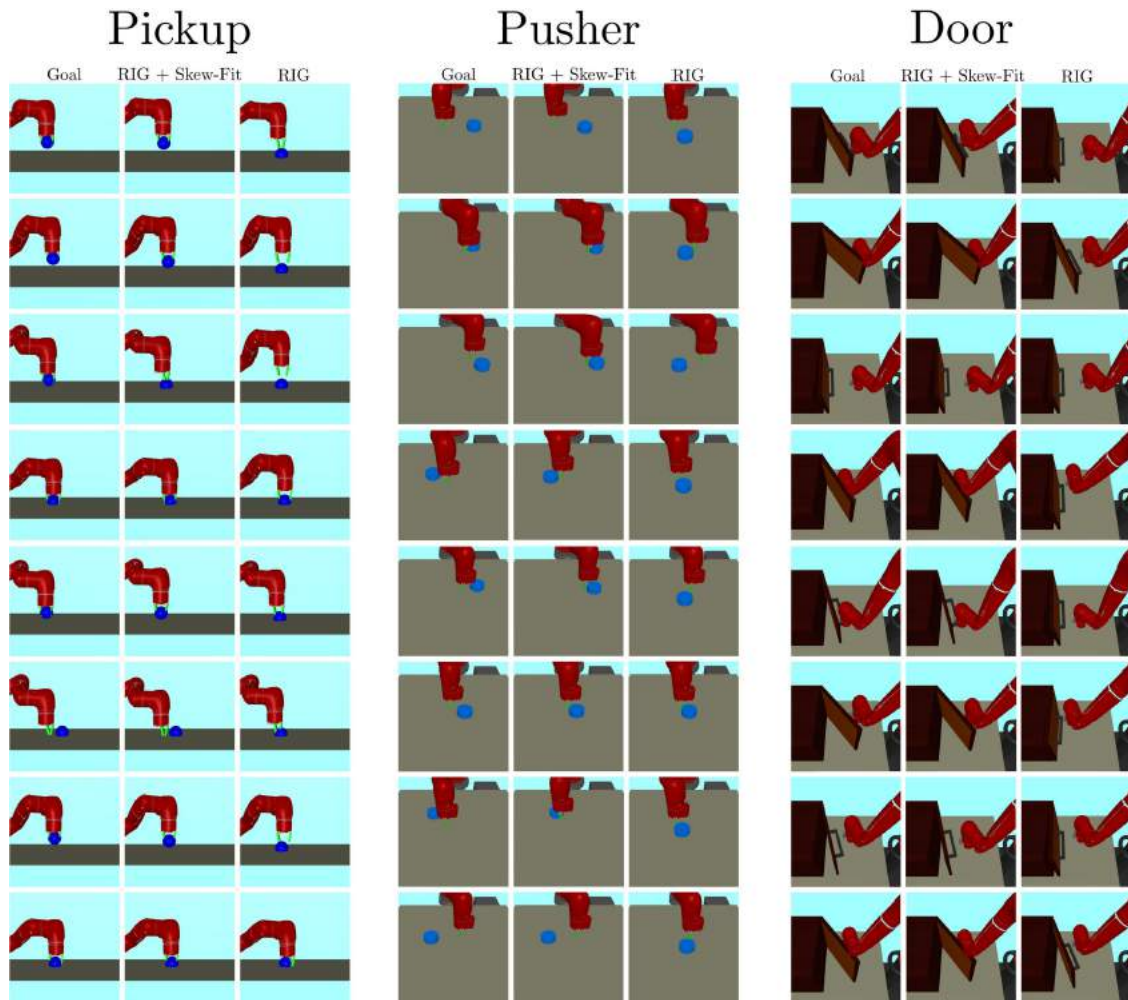 Pickup
Pusher
Door
Goal RIG + Skew-Fit RIG
Goal RIG + Skew-Fit RIG
Goal RIG + Skew-Fit RIG